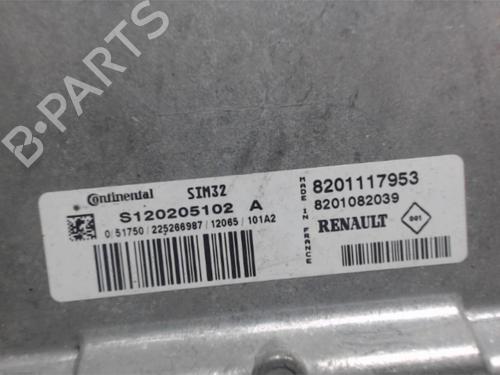 B-PARTS
Continental SIM32
S120205102 A
0/51750/225266987/12065/101A2
MADE IN FRANCE
8201117953
8201082039
RENAULT
001